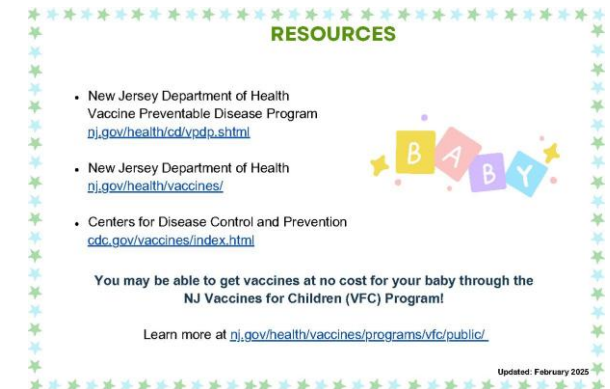 RESOURCES
• New Jersey Department of Health
Vaccine Preventable Disease Program
nj.gov/health/cd/vpdp.shtml
• New Jersey Department of Health
nj.gov/health/vaccines/
• Centers for Disease Control and Prevention
cdc.gov/vaccines/index.html
BABY
You may be able to get vaccines at no cost for your baby through the
NJ Vaccines for Children (VFC) Program!
Learn more at nj.gov/health/vaccines/programs/vfc/public/
Updated: February 2025